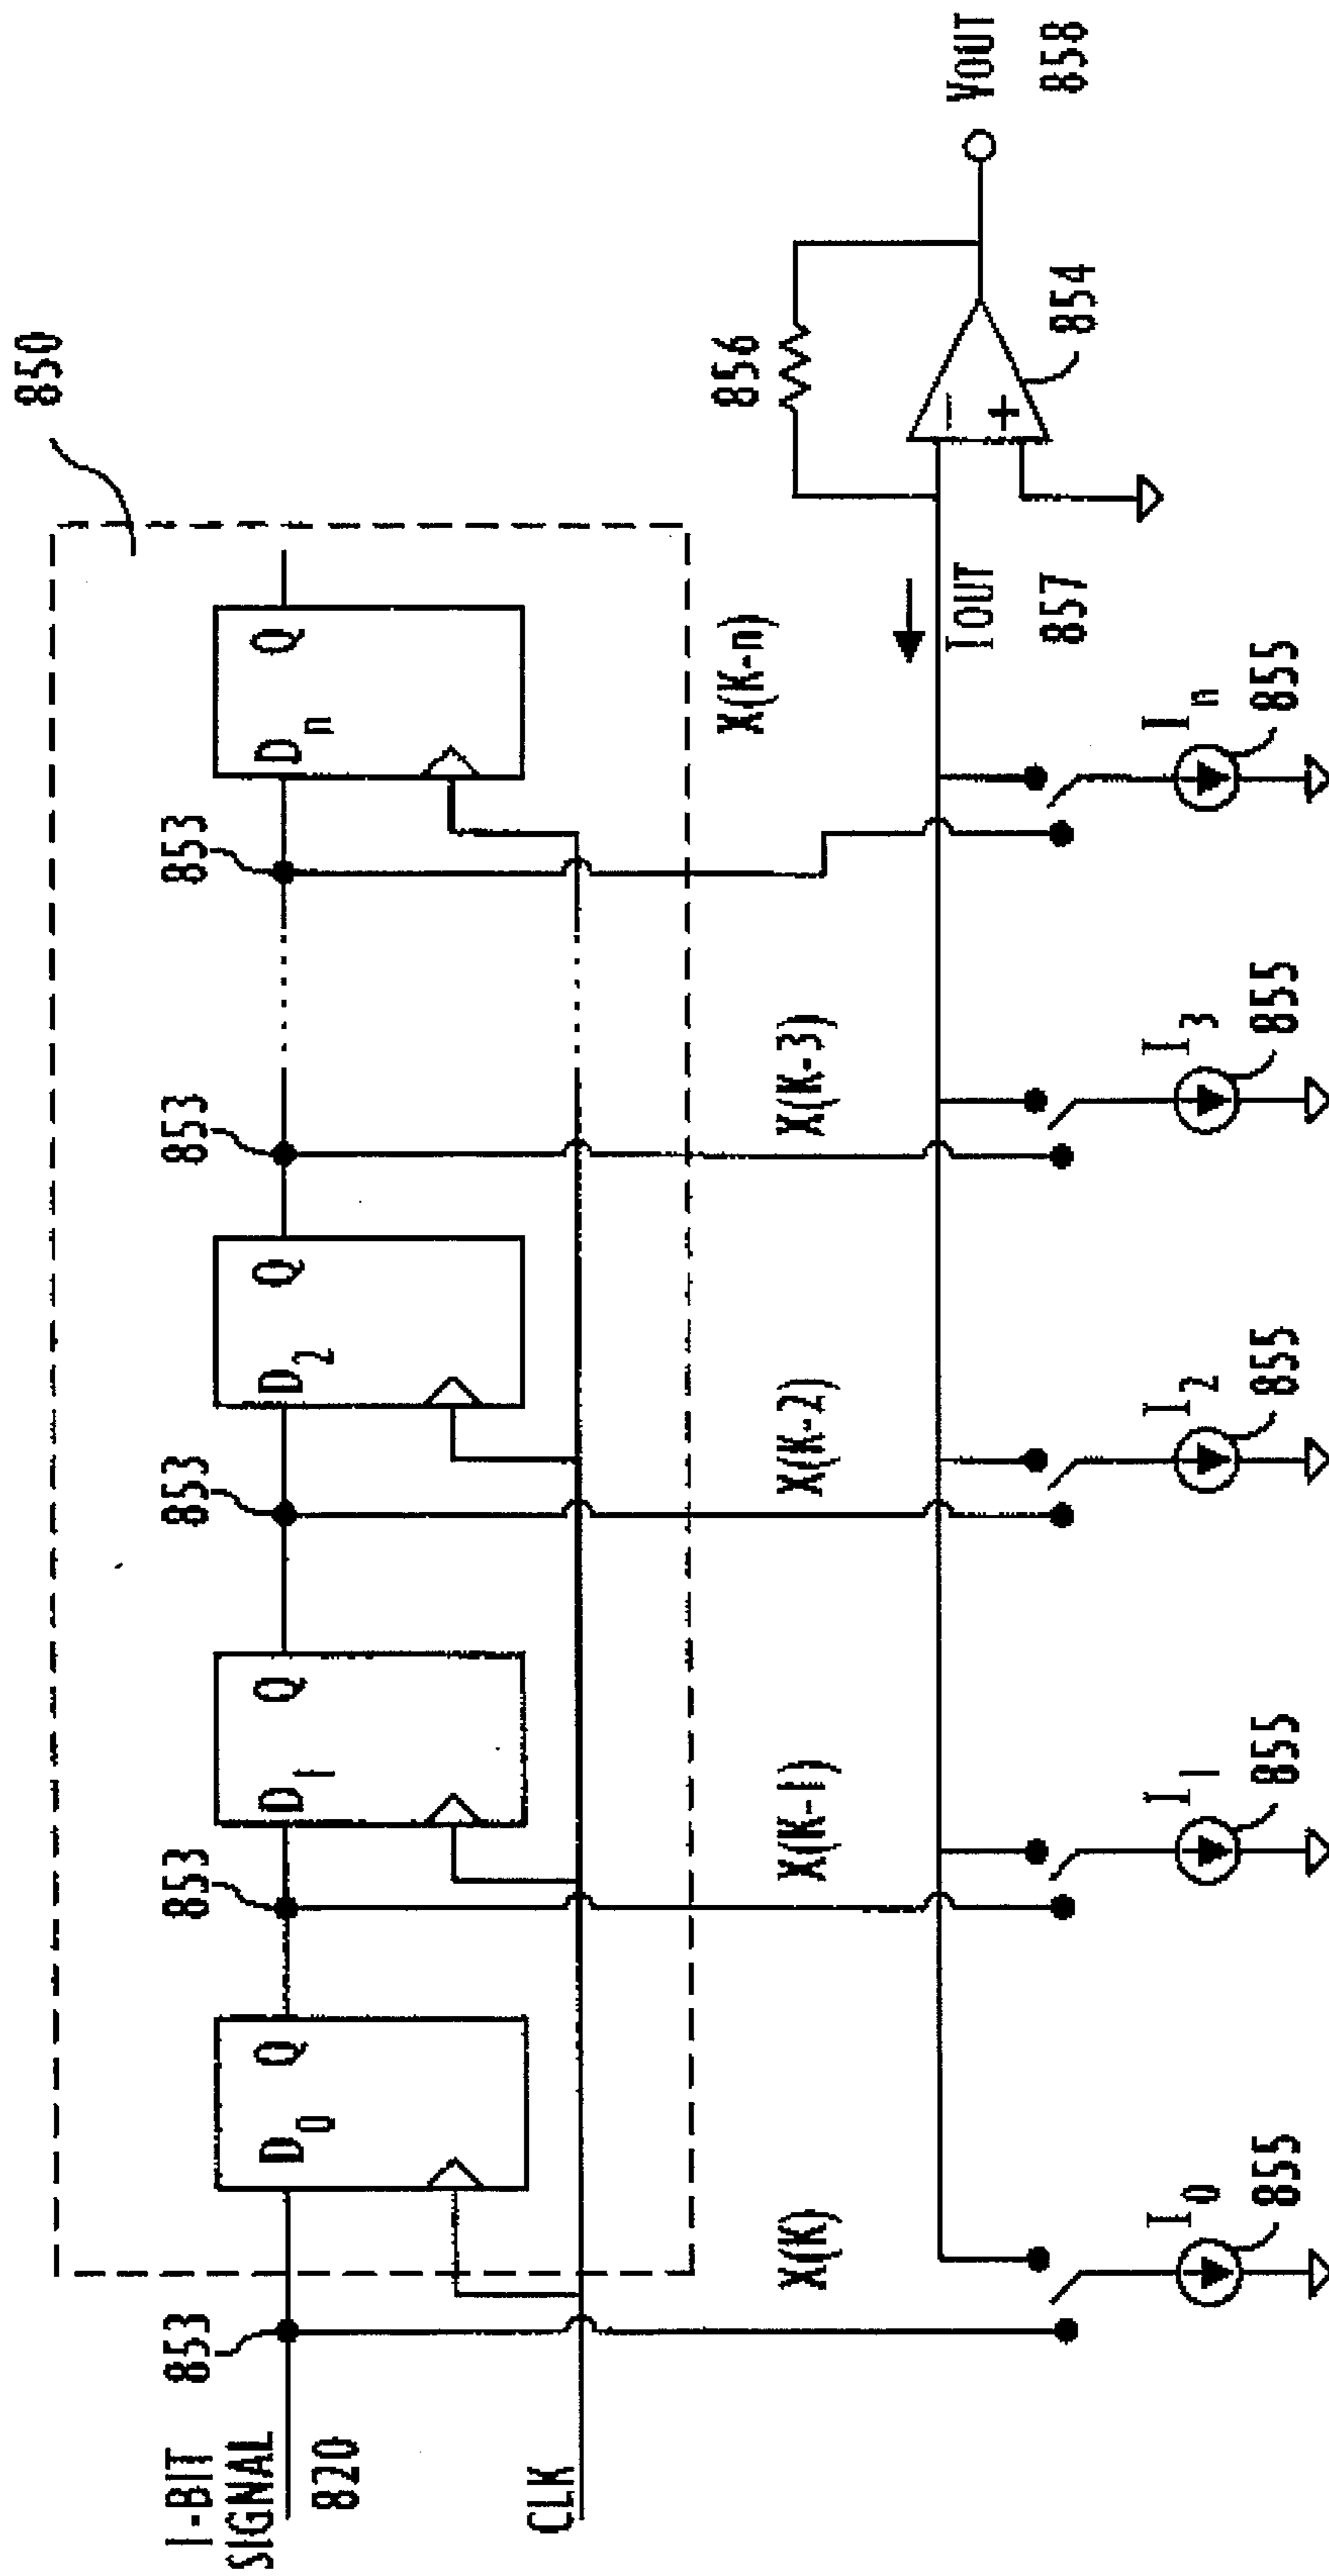 850
853
853
853
853
853
1-BIT
SIGNAL
820
D0 Q
D1 Q
D2 Q
Dn Q
CLK
X(K)
X(K-1)
X(K-2)
X(K-3)
X(K-n)
856
IOUT
857
−
+
854
VOUT
858
I0
855
I1
855
I2
855
I3
855
In
855